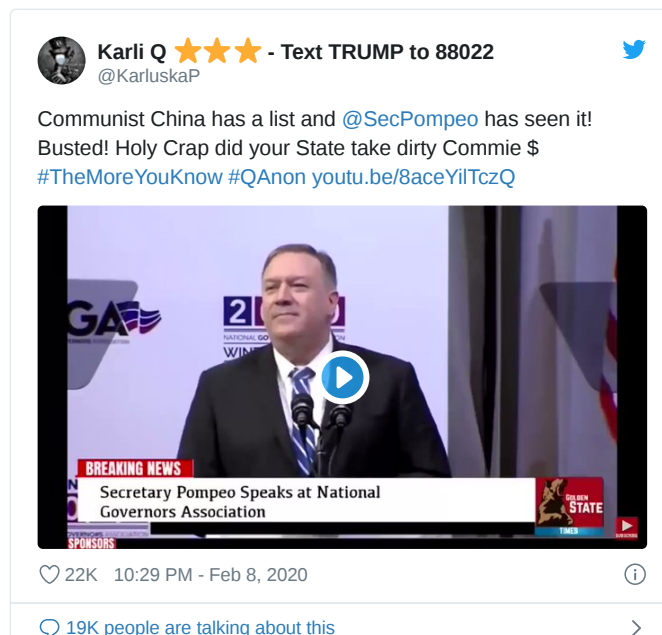 Karli Q ⭐⭐⭐ - Text TRUMP to 88022
@KarluskaP
Communist China has a list and @SecPompeo has seen it!
Busted! Holy Crap did your State take dirty Commie $
#TheMoreYouKnow #QAnon youtu.be/8aceYilTczQ
GA
2
NATIONAL GO
WIN
BREAKING NEWS
Secretary Pompeo Speaks at National
Governors Association
GOLDEN
STATE
TIMES
SUBSCRIBE
SPONSORS
22K 10:29 PM - Feb 8, 2020
19K people are talking about this